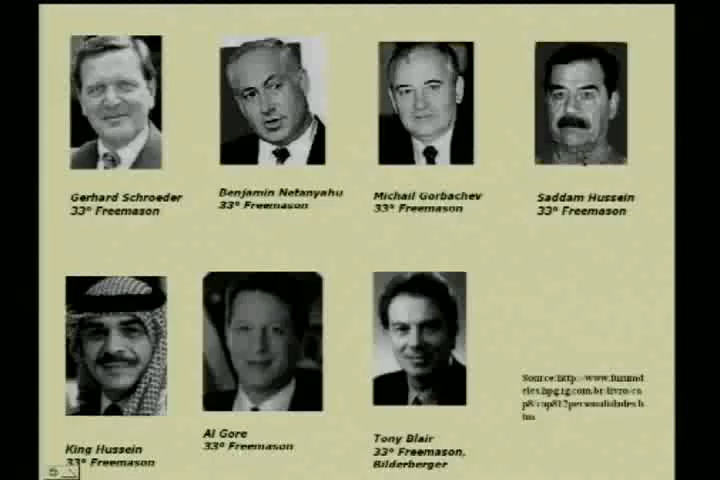 Gerhard Schroeder
33° Freemason
Benjamin Netanyahu
33° Freemason
Michail Gorbachev
33° Freemason
Saddam Hussein
33° Freemason
King Hussein
33° Freemason
Al Gore
33° Freemason
Tony Blair
33° Freemason,
Bilderberger
Source:http://www.